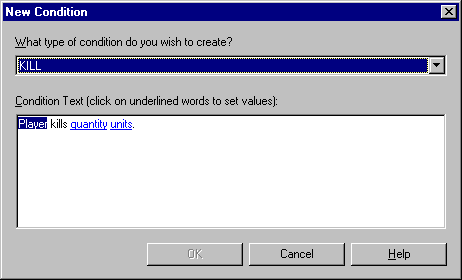 New Condition
What type of condition do you wish to create?
KILL
Condition Text (click on underlined words to set values):
Player kills quantity units.
OK Cancel Help